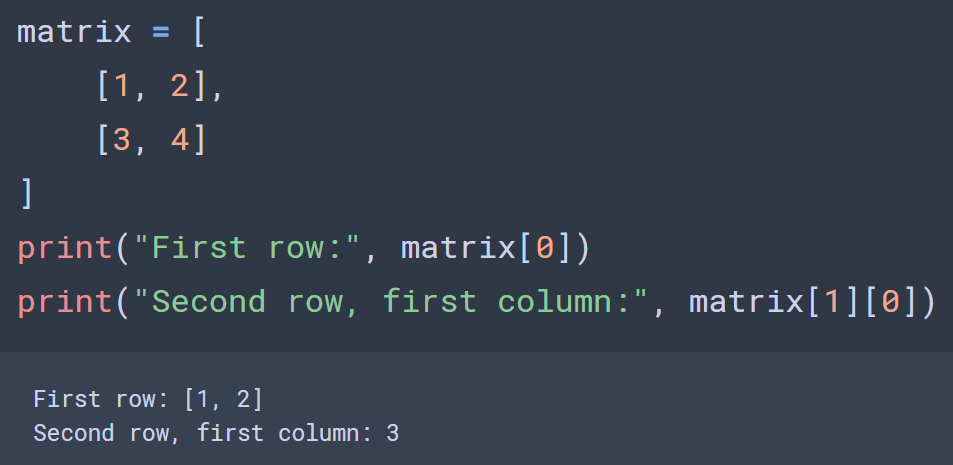 matrix = [
    [1, 2],
    [3, 4]
]
print("First row:", matrix[0])
print("Second row, first column:", matrix[1][0])
First row: [1, 2]
Second row, first column: 3